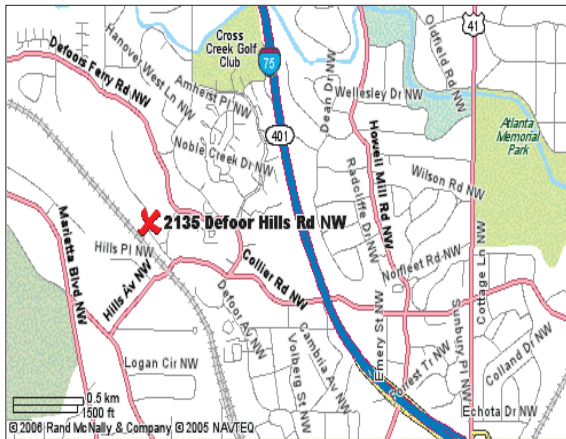 Cross
Creek Golf
Club
75
41
Oldfield Rd NW
Defoors Ferry Rd NW
Hanover West Ln NW
Amherst Pl NW
Dean Dr NW
Wellesley Dr NW
401
Atlanta
Memorial
Park
Noble Creek Dr NW
Howell Mill Rd NW
Radcliffe Dr NW
Wilson Rd NW
2135 Defoor Hills Rd NW
Marietta Blvd NW
Hills Pl NW
Hills Av NW
Collier Rd NW
Norfleet Rd NW
Cottage Ln NW
Defoor Av NW
Volberg St NW
Cambria Av NW
Emery St NW
Forrest Tr NW
Sunbury Pl NW
Colland Dr NW
Logan Cir NW
Echota Dr NW
0.5 km
1500 ft
© 2006 Rand McNally & Company © 2005 NAVTEQ